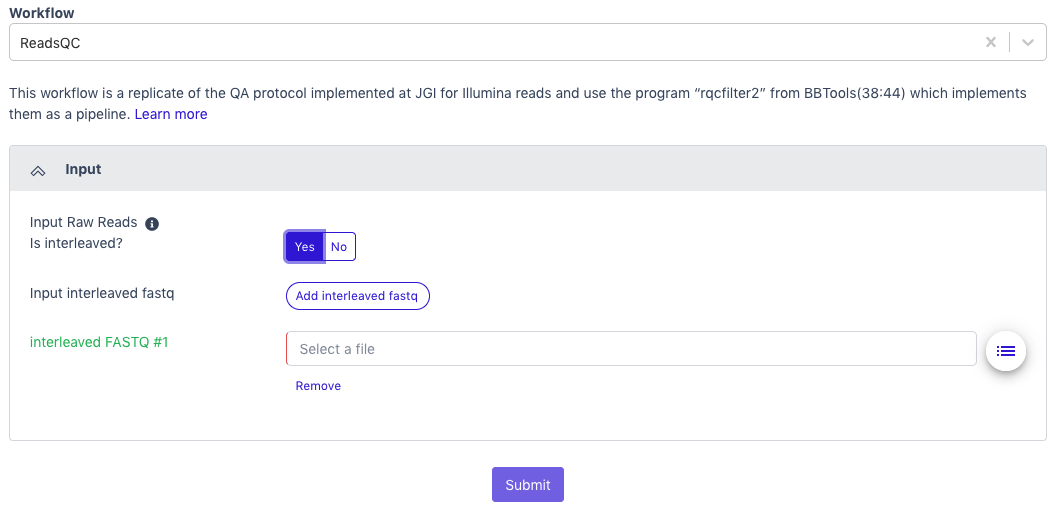 Workflow
ReadsQC
This workflow is a replicate of the QA protocol implemented at JGI for Illumina reads and use the program “rqcfilter2” from BBTools(38:44) which implements
them as a pipeline. Learn more
Input
Input Raw Reads
Is interleaved?
Yes No
Input interleaved fastq
Add interleaved fastq
interleaved FASTQ #1
Select a file
Remove
Submit